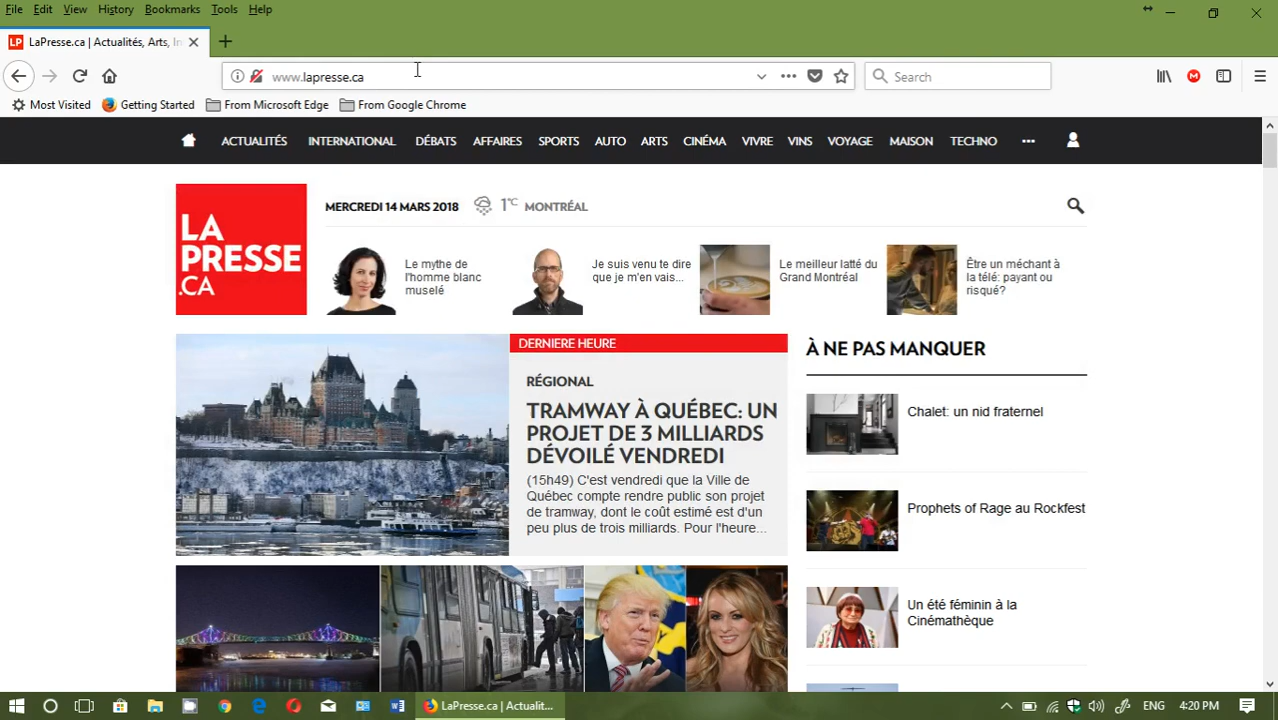 File Edit View History Bookmarks Tools Help
LP LaPresse.ca | Actualités, Arts, In
www.lapresse.ca
Search
Most Visited Getting Started From Microsoft Edge From Google Chrome
ACTUALITÉS INTERNATIONAL DÉBATS AFFAIRES SPORTS AUTO ARTS CINÉMA VIVRE VINS VOYAGE MAISON TECHNO
LA
PRESSE
.CA
MERCREDI 14 MARS 2018 1°C MONTRÉAL
Le mythe de
l'homme blanc
muselé
Je suis venu te dire
que je m'en vais...
Le meilleur latté du
Grand Montréal
Être un méchant à
la télé: payant ou
risqué?
DERNIERE HEURE
RÉGIONAL
TRAMWAY À QUÉBEC: UN
PROJET DE 3 MILLIARDS
DÉVOILÉ VENDREDI
(15h49) C'est vendredi que la Ville de
Québec compte rendre public son projet
de tramway, dont le coût estimé est d'un
peu plus de trois milliards. Pour l'heure...
À NE PAS MANQUER
Chalet: un nid fraternel
Prophets of Rage au Rockfest
Un été féminin à la
Cinémathèque
LaPresse.ca | Actualit...
ENG 4:20 PM